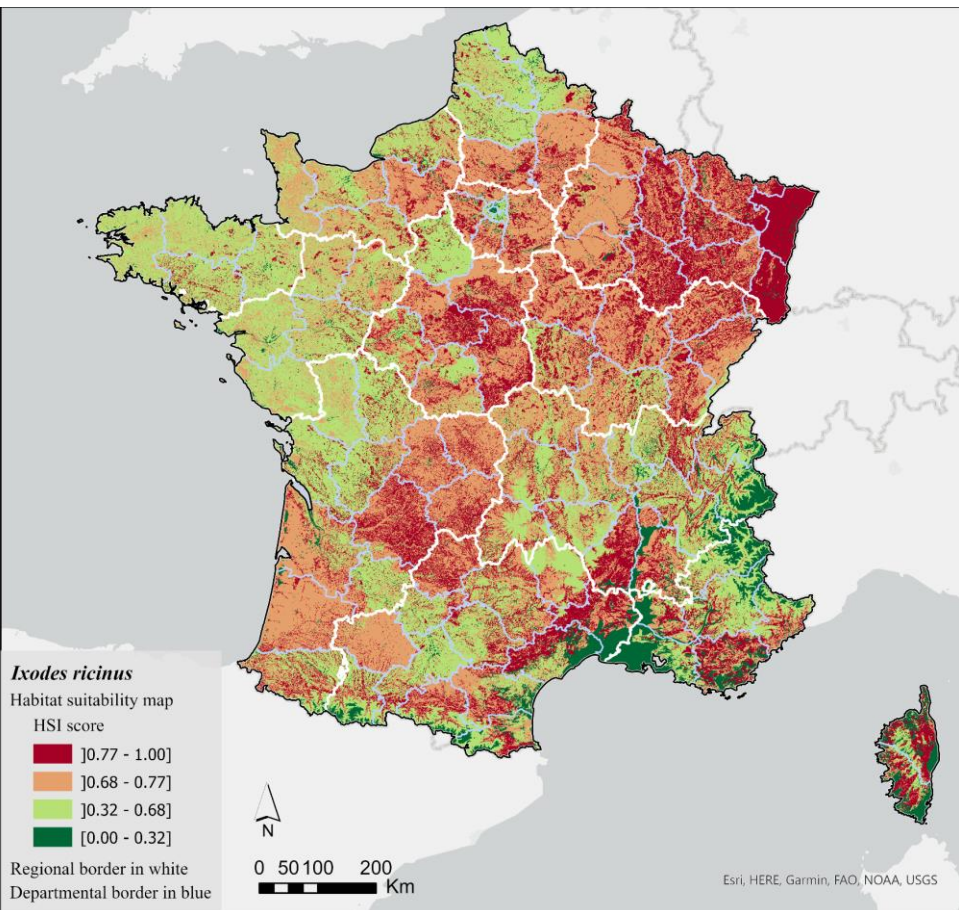 Ixodes ricinus
Habitat suitability map
HSI score
]0.77 - 1.00]
]0.68 - 0.77]
]0.32 - 0.68]
[0.00 - 0.32]
Regional border in white
Departmental border in blue
N
0 50 100 200
Km
Esri, HERE, Garmin, FAO, NOAA, USGS